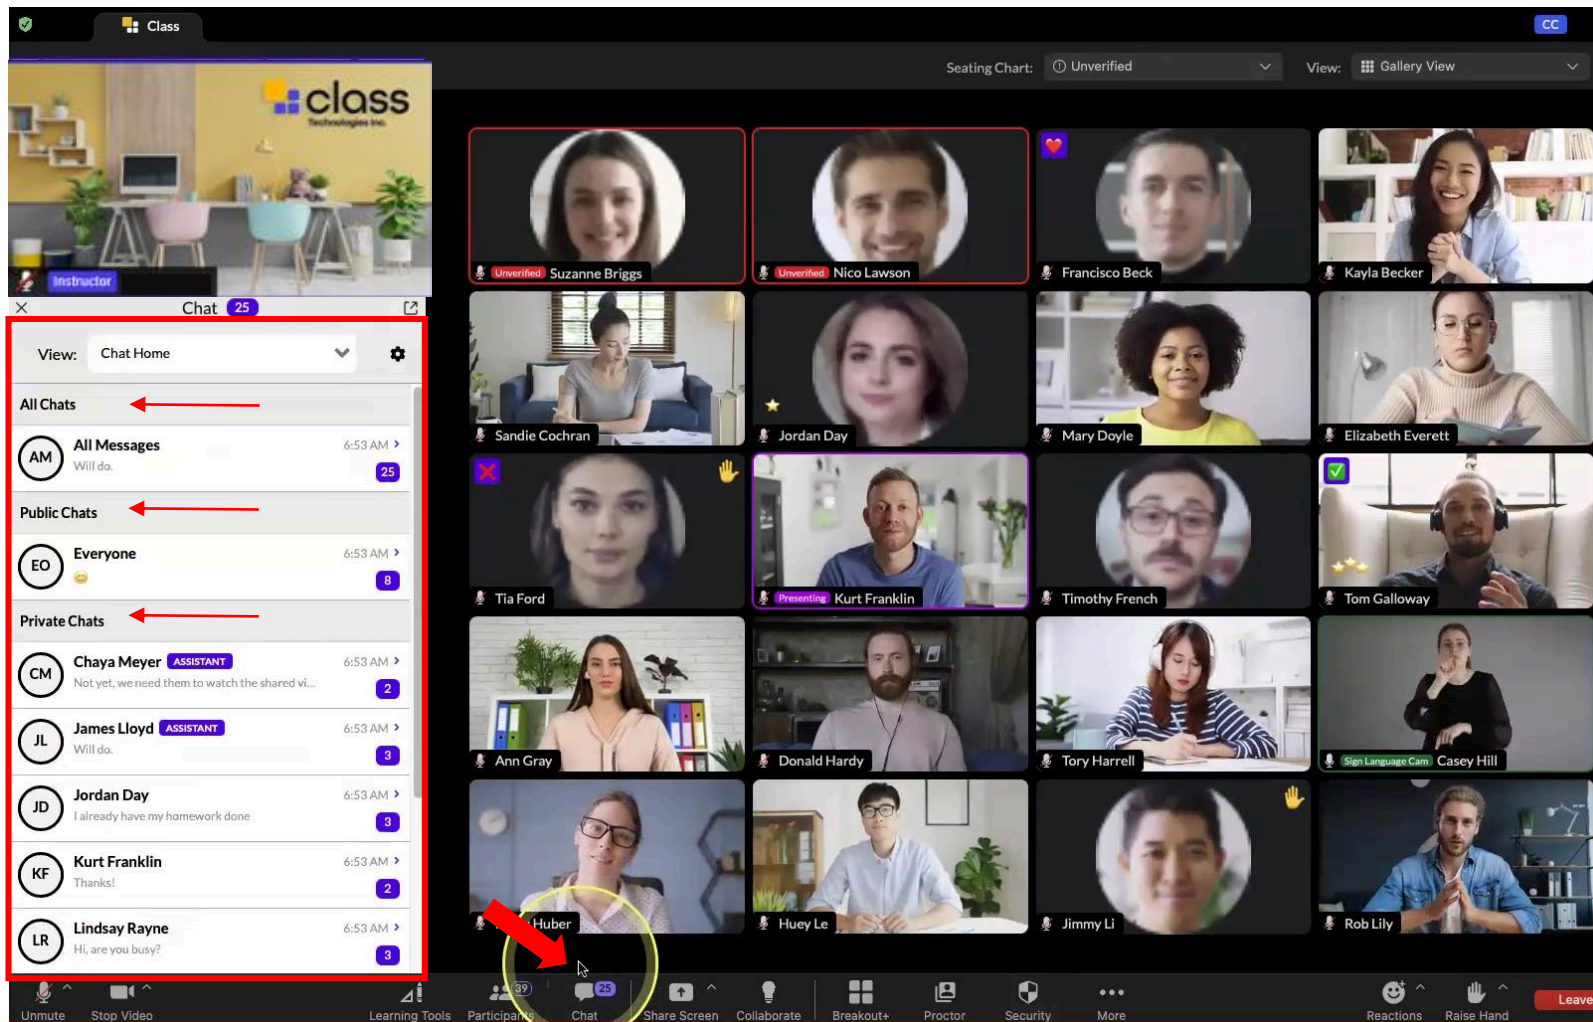 Class
CC
Seating Chart: Unverified
View: Gallery View
class
Technologies Inc.
Instructor
Chat 25
View: Chat Home
All Chats
AM All Messages 6:53 AM
Will do. 25
Public Chats
EO Everyone 6:53 AM
8
Private Chats
CM Chaya Meyer ASSISTANT 6:53 AM
Not yet, we need them to watch the shared vi... 2
JL James Lloyd ASSISTANT 6:53 AM
Will do. 3
JD Jordan Day 6:53 AM
I already have my homework done 3
KF Kurt Franklin 6:53 AM
Thanks! 2
LR Lindsay Rayne 6:53 AM
Hi, are you busy? 3
Unverified Suzanne Briggs
Unverified Nico Lawson
Francisco Beck
Kayla Becker
Sandie Cochran
Jordan Day
Mary Doyle
Elizabeth Everett
Tia Ford
Presenting Kurt Franklin
Timothy French
Tom Galloway
Ann Gray
Donald Hardy
Tory Harrell
Sign Language Cam Casey Hill
Huber
Huey Le
Jimmy Li
Rob Lily
39
25
Unmute
Stop Video
Learning Tools
Participants
Chat
Share Screen
Collaborate
Breakout+
Proctor
Security
More
Reactions
Raise Hand
Leave